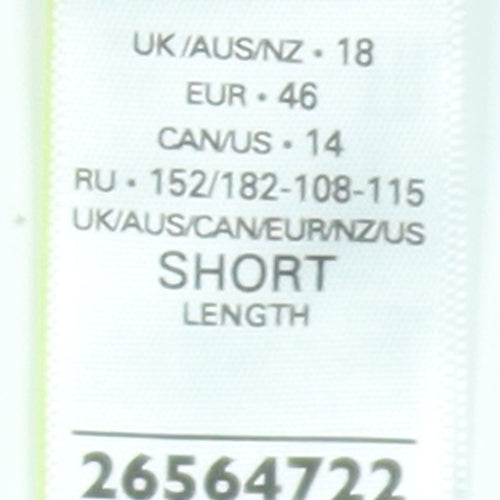 UK/AUS/NZ • 18
EUR • 46
CAN/US • 14
RU • 152/182-108-115
UK/AUS/CAN/EUR/NZ/US
SHORT
LENGTH
26564722